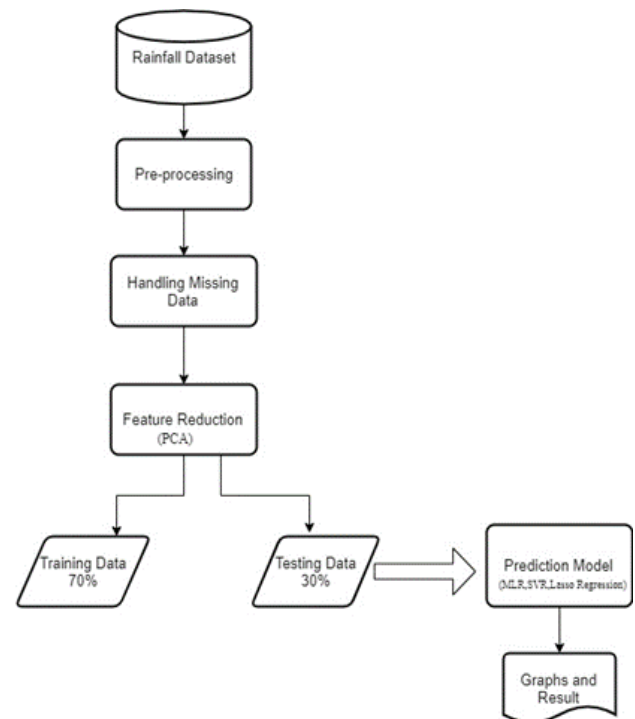 Rainfall Dataset
Pre-processing
Handling Missing
Data
Feature Reduction
(PCA)
Training Data
70%
Testing Data
30%
Prediction Model
(MLR,SVR,Lasso Regression)
Graphs and
Result